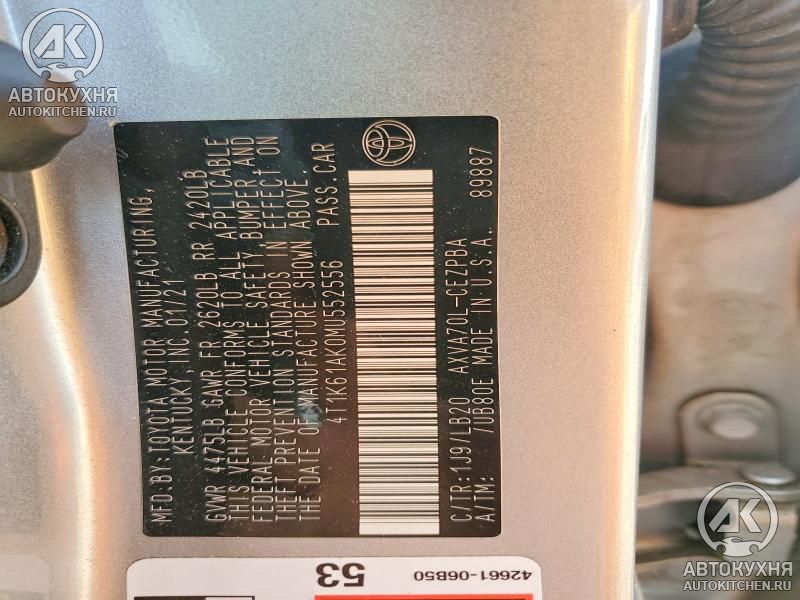 АВТОКУХНЯ
AUTOKITCHEN.RU
MFD.BY:TOYOTA MOTOR MANUFACTURING,
KENTUCKY, INC 01/21
GVWR 4475LB GAWR FR 2620LB RR 2420LB
THIS VEHICLE CONFORMS TO ALL APPLICABLE
FEDERAL MOTOR VEHICLE SAFETY, BUMPER AND
THEFT PREVENTION STANDARDS IN EFFECT ON
THE DATE OF MANUFACTURE SHOWN ABOVE.
4T1K61AK0MU552556 PASS.CAR
C/TR:1J9/LB20 AXVA70L-CEZPBA
A/TM: /UB80E MADE IN U.S.A. 89887
53
42661-06B50
АВТОКУХНЯ
AUTOKITCHEN.RU